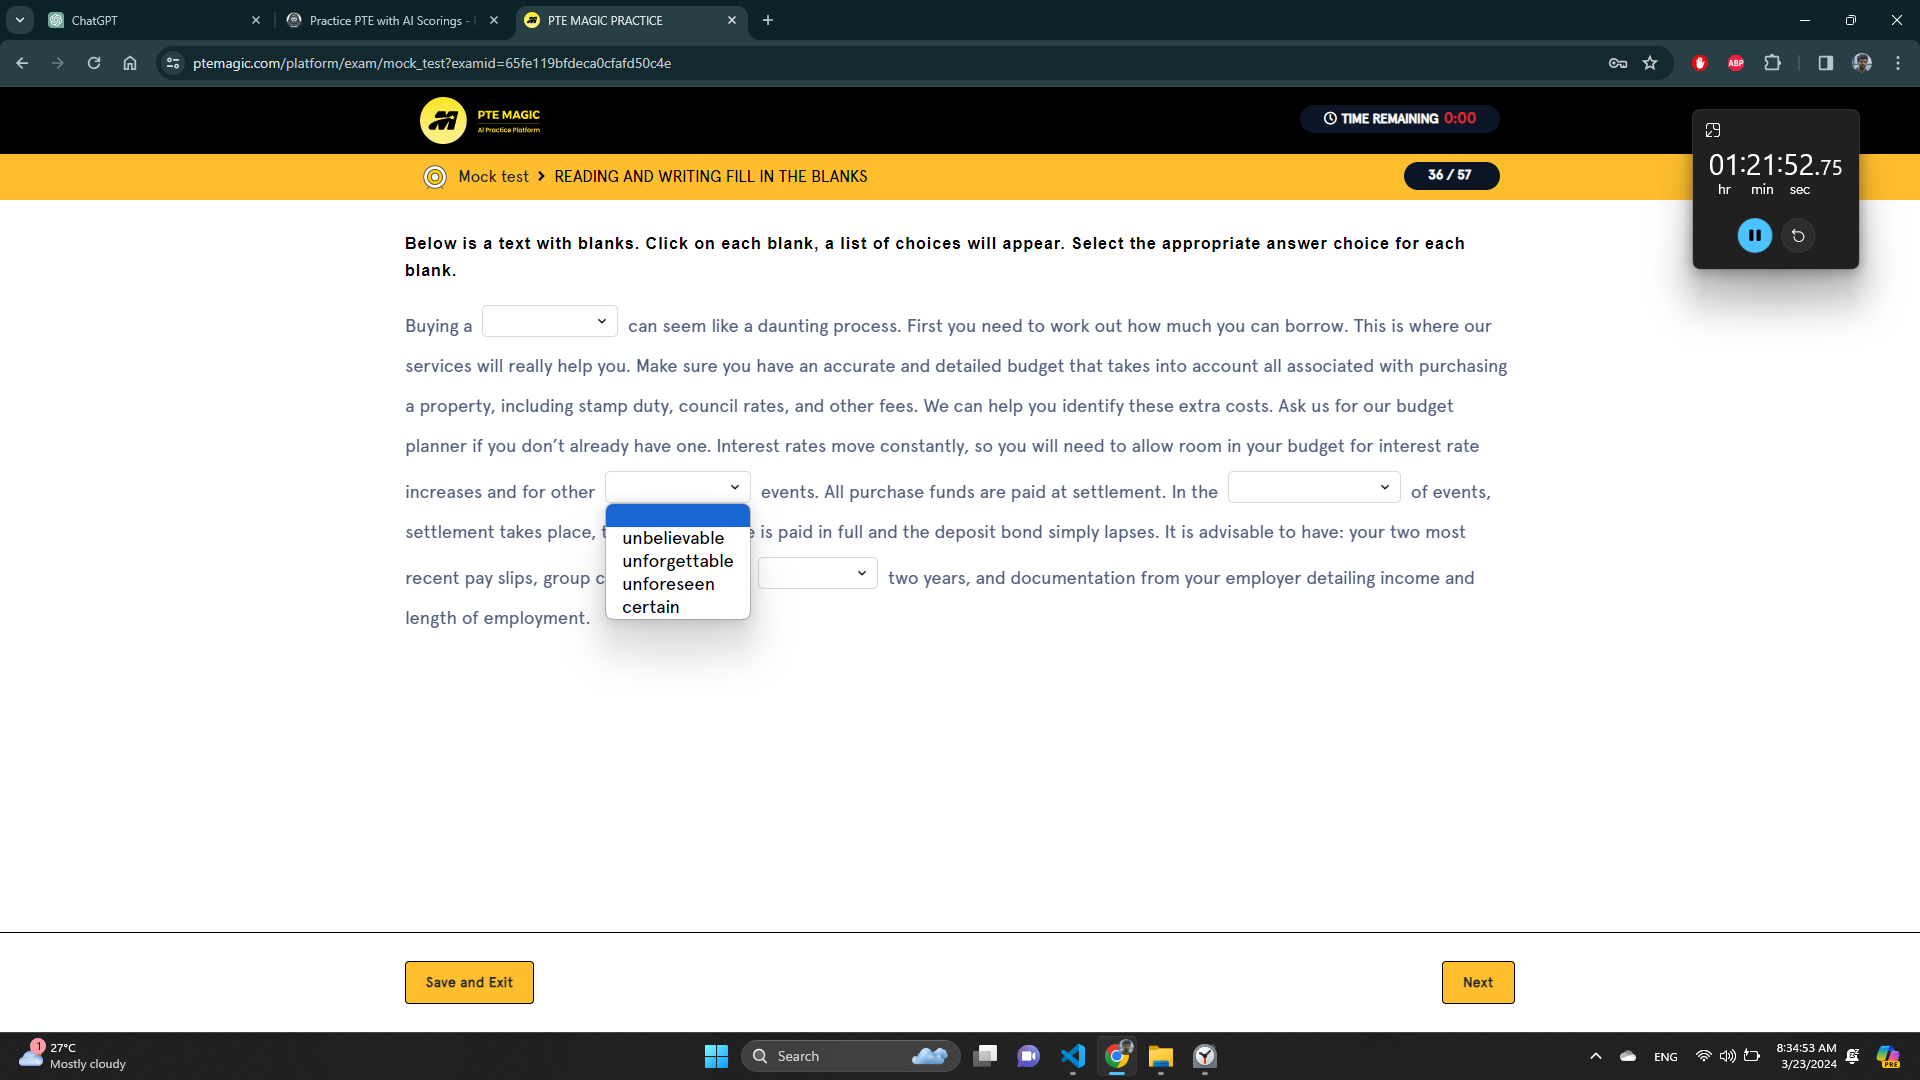 ChatGPT
Practice PTE with AI Scorings -
PTE MAGIC PRACTICE
ptemagic.com/platform/exam/mock_test?examid=65fe119bfdeca0cfafd50c4e
ABP
PTE MAGIC
AI Practice Platform
TIME REMAINING 0:00
Mock test > READING AND WRITING FILL IN THE BLANKS
36 / 57
01:21:52.75
hr min sec
Below is a text with blanks. Click on each blank, a list of choices will appear. Select the appropriate answer choice for each
blank.
Buying a can seem like a daunting process. First you need to work out how much you can borrow. This is where our
services will really help you. Make sure you have an accurate and detailed budget that takes into account all associated with purchasing
a property, including stamp duty, council rates, and other fees. We can help you identify these extra costs. Ask us for our budget
planner if you don't already have one. Interest rates move constantly, so you will need to allow room in your budget for interest rate
increases and for other events. All purchase funds are paid at settlement. In the of events,
settlement takes place, t e is paid in full and the deposit bond simply lapses. It is advisable to have: your two most
recent pay slips, group c two years, and documentation from your employer detailing income and
length of employment.
unbelievable
unforgettable
unforeseen
certain
Save and Exit
Next
1
27°C
Mostly cloudy
Search
ENG
8:34:53 AM
3/23/2024
PRE